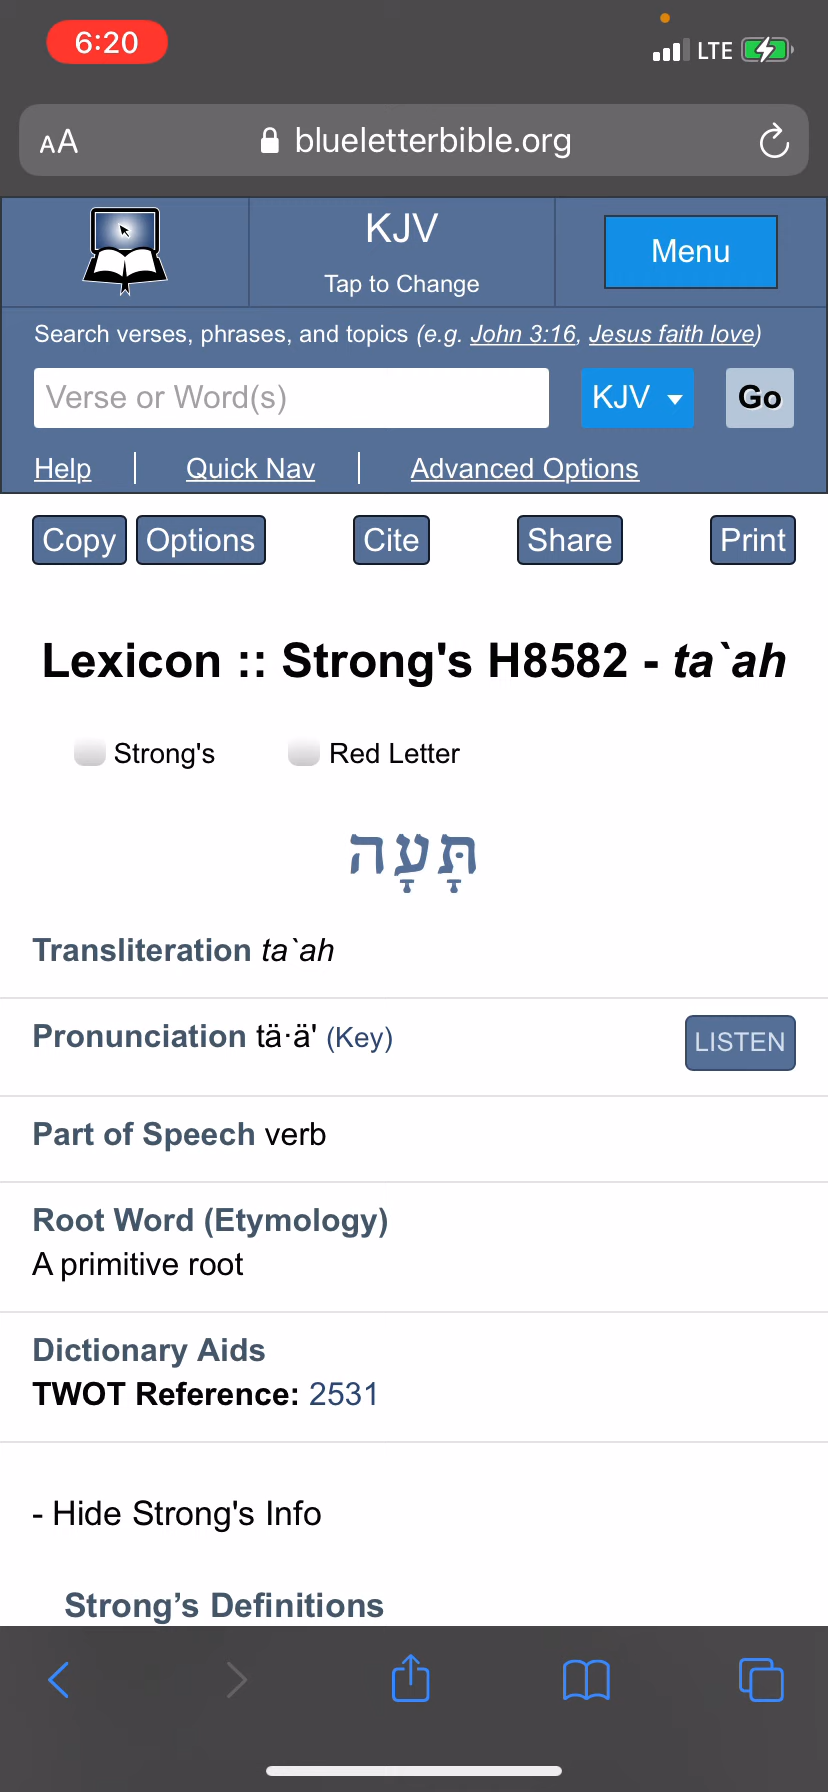 6:20
LTE
AA blueletterbible.org
KJV
Tap to Change
Menu
Search verses, phrases, and topics (e.g. John 3:16, Jesus faith love)
Verse or Word(s) KJV Go
Help | Quick Nav | Advanced Options
Copy Options Cite Share Print
Lexicon :: Strong's H8582 - ta`ah
Strong's Red Letter
תָּעָה
Transliteration ta`ah
Pronunciation tä·ä' (Key) LISTEN
Part of Speech verb
Root Word (Etymology)
A primitive root
Dictionary Aids
TWOT Reference: 2531
- Hide Strong's Info
Strong’s Definitions